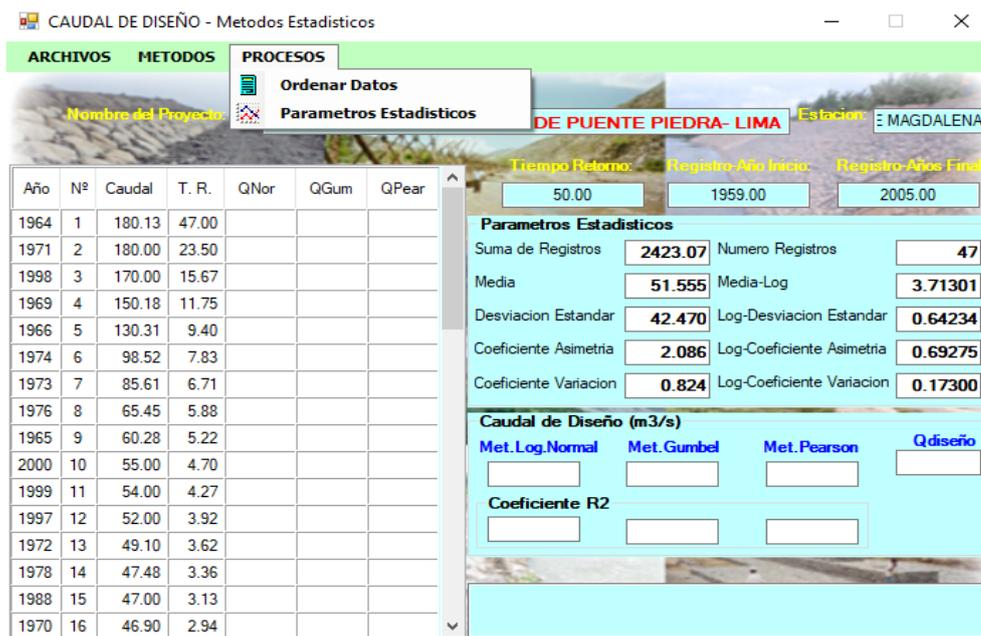 CAUDAL DE DISEÑO - Metodos Estadisticos
ARCHIVOS METODOS PROCESOS
Ordenar Datos
Parametros Estadisticos
Nombre del Proyecto: DE PUENTE PIEDRA- LIMA Estacion: E MAGDALENA
Tiempo Retorno: Registro-Año Inicio: Registro-Años Final
50.00 1959.00 2005.00
Año Nº Caudal T. R. QNor QGum QPear
1964 1 180.13 47.00
1971 2 180.00 23.50
1998 3 170.00 15.67
1969 4 150.18 11.75
1966 5 130.31 9.40
1974 6 98.52 7.83
1973 7 85.61 6.71
1976 8 65.45 5.88
1965 9 60.28 5.22
2000 10 55.00 4.70
1999 11 54.00 4.27
1997 12 52.00 3.92
1972 13 49.10 3.62
1978 14 47.48 3.36
1988 15 47.00 3.13
1970 16 46.90 2.94
Parametros Estadisticos
Suma de Registros 2423.07 Numero Registros 47
Media 51.555 Media-Log 3.71301
Desviacion Estandar 42.470 Log-Desviacion Estandar 0.64234
Coeficiente Asimetria 2.086 Log-Coeficiente Asimetria 0.69275
Coeficiente Variacion 0.824 Log-Coeficiente Variacion 0.17300
Caudal de Diseño (m3/s)
Met.Log.Normal Met.Gumbel Met.Pearson Qdiseño
Coeficiente R2